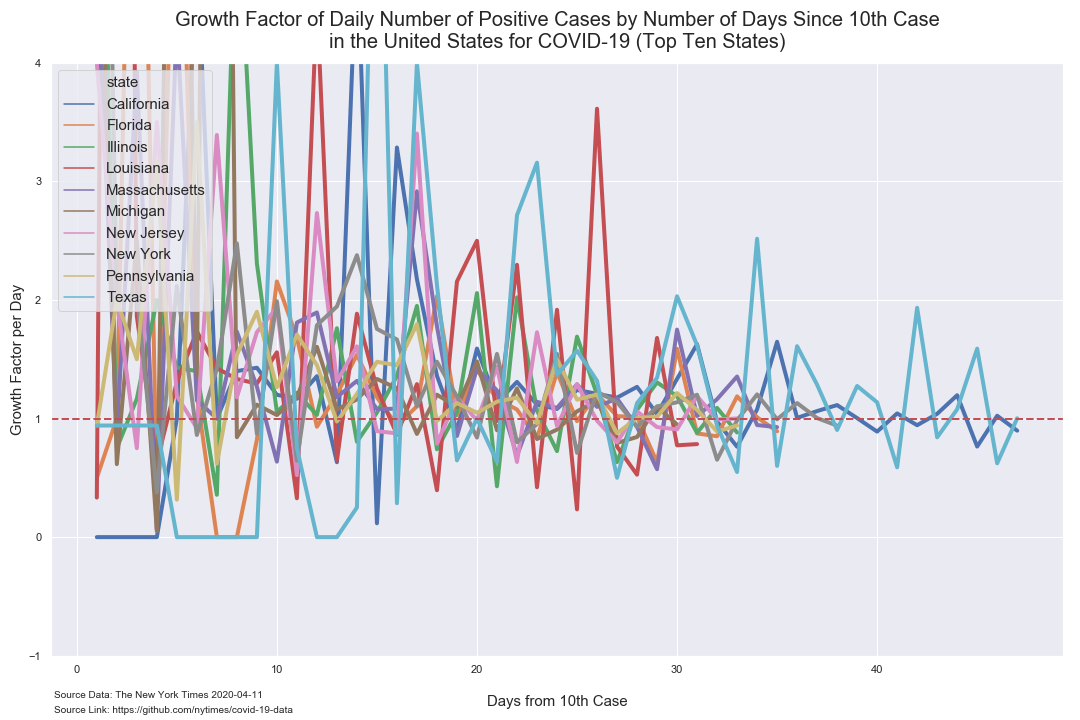 Growth Factor of Daily Number of Positive Cases by Number of Days Since 10th Case
in the United States for COVID-19 (Top Ten States)
4
3
2
1
0
−1
Growth Factor per Day
state
California
Florida
Illinois
Louisiana
Massachusetts
Michigan
New Jersey
New York
Pennsylvania
Texas
0 10 20 30 40
Days from 10th Case
Source Data: The New York Times 2020-04-11
Source Link: https://github.com/nytimes/covid-19-data